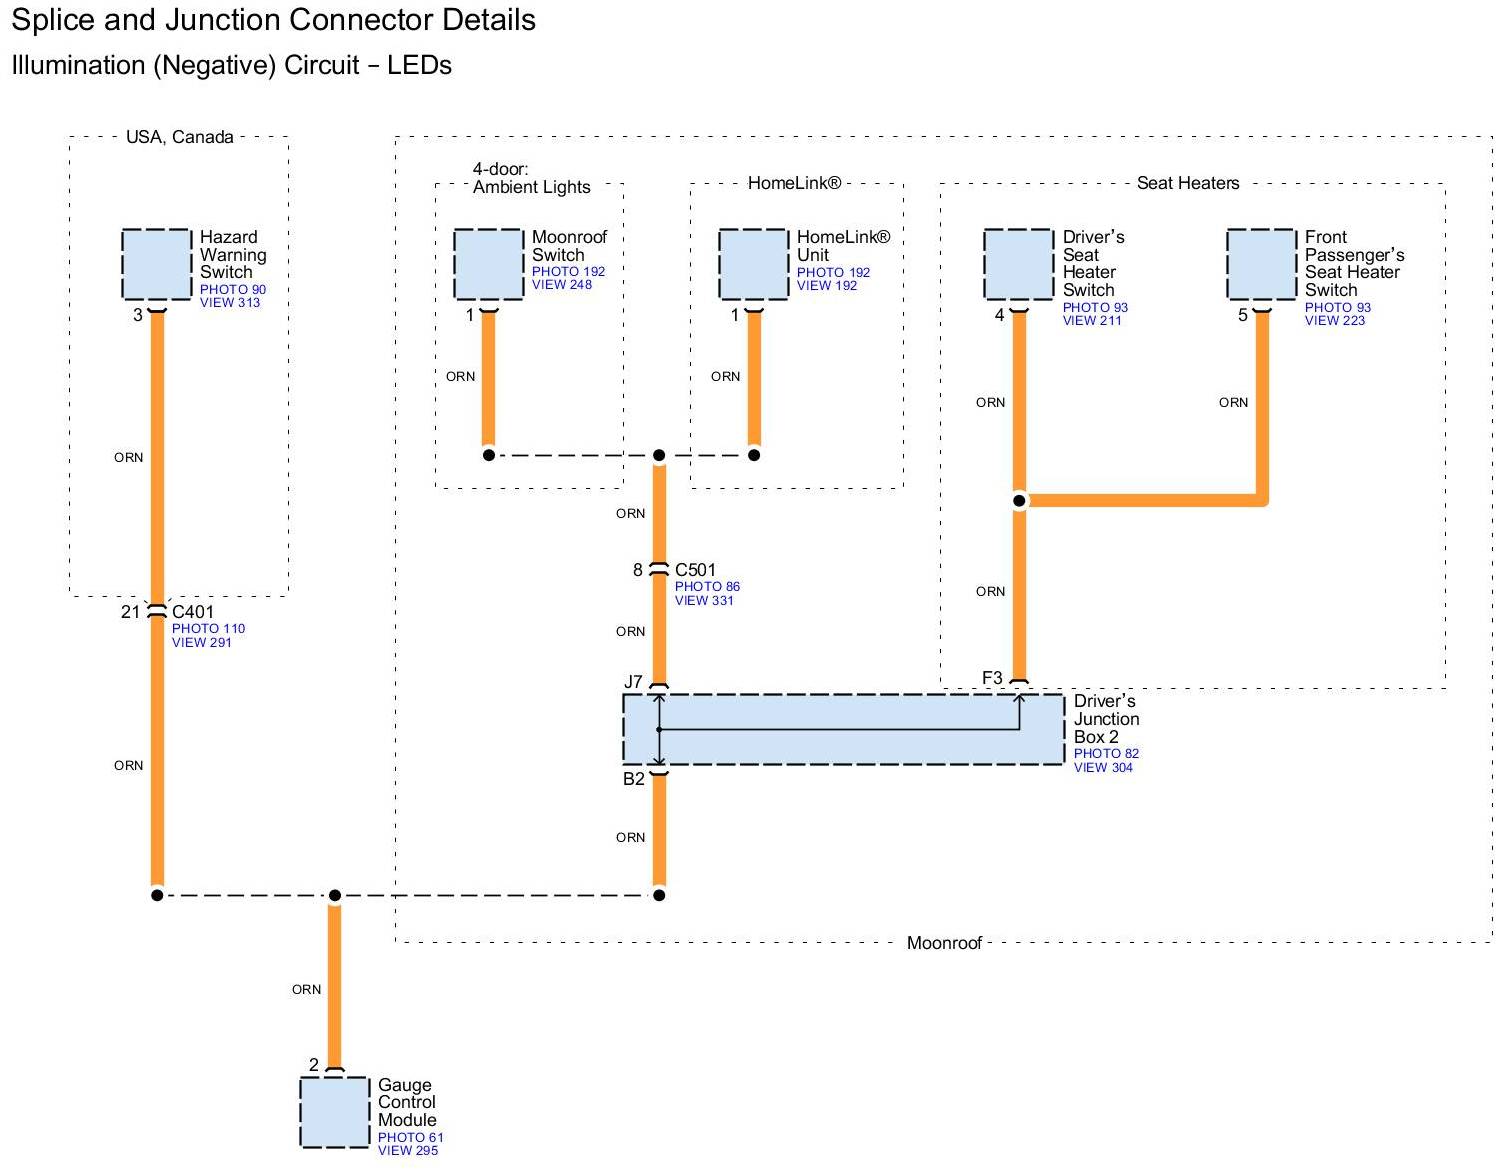 Splice and Junction Connector Details
Illumination (Negative) Circuit – LEDs
USA, Canada
4-door:
Ambient Lights
HomeLink®
Seat Heaters
Hazard
Warning
Switch
PHOTO 90
VIEW 313
3
Moonroof
Switch
PHOTO 192
VIEW 248
1
HomeLink®
Unit
PHOTO 192
VIEW 192
1
Driver's
Seat
Heater
Switch
PHOTO 93
VIEW 211
4
Front
Passenger's
Seat Heater
Switch
PHOTO 93
VIEW 223
5
ORN
ORN
ORN
ORN
ORN
ORN
8
C501
PHOTO 86
VIEW 331
ORN
21
C401
PHOTO 110
VIEW 291
ORN
ORN
J7
F3
Driver's
Junction
Box 2
PHOTO 82
VIEW 304
B2
ORN
ORN
Moonroof
ORN
2
Gauge
Control
Module
PHOTO 61
VIEW 295